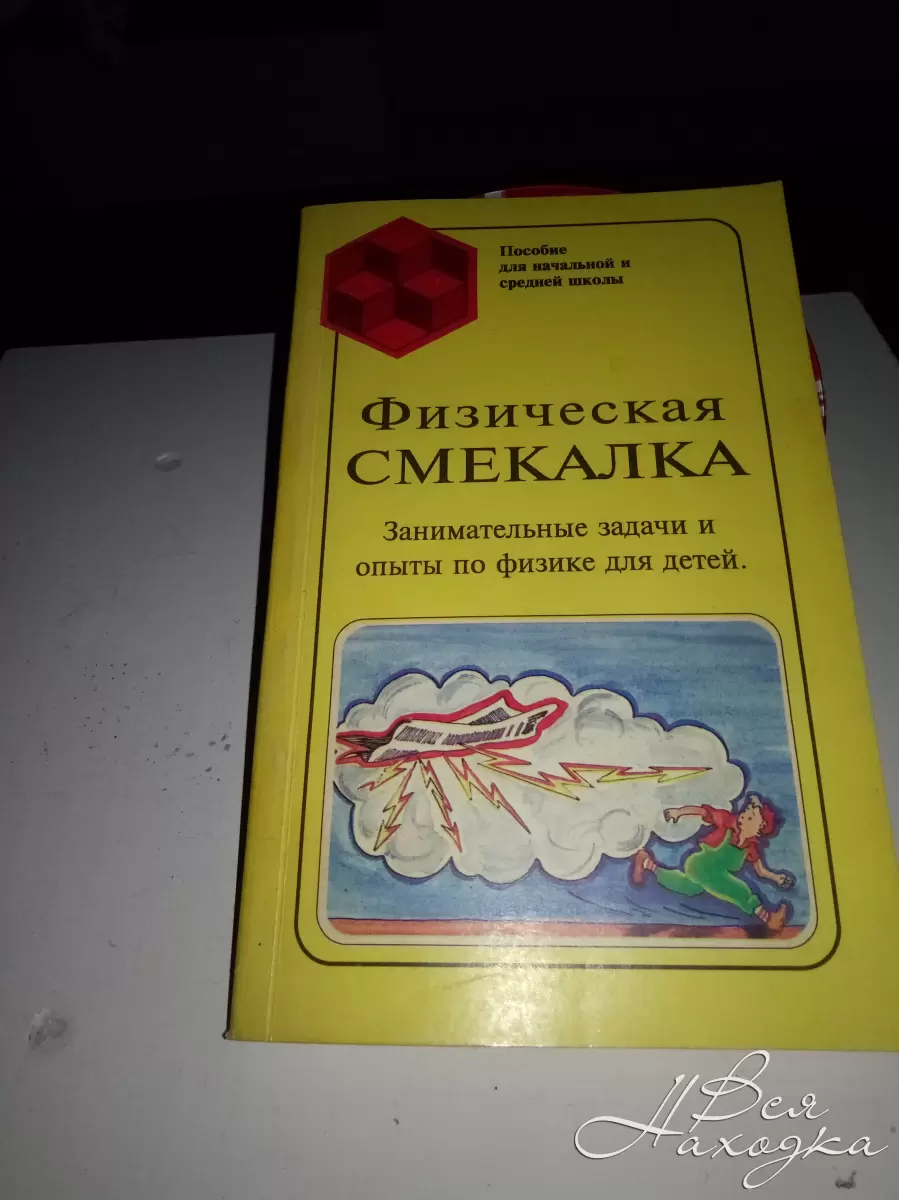 Пособие
для начальной и
средней школы
Физическая
СМЕКАЛКА
Занимательные задачи и
опыты по физике для детей.
Вся
Находка